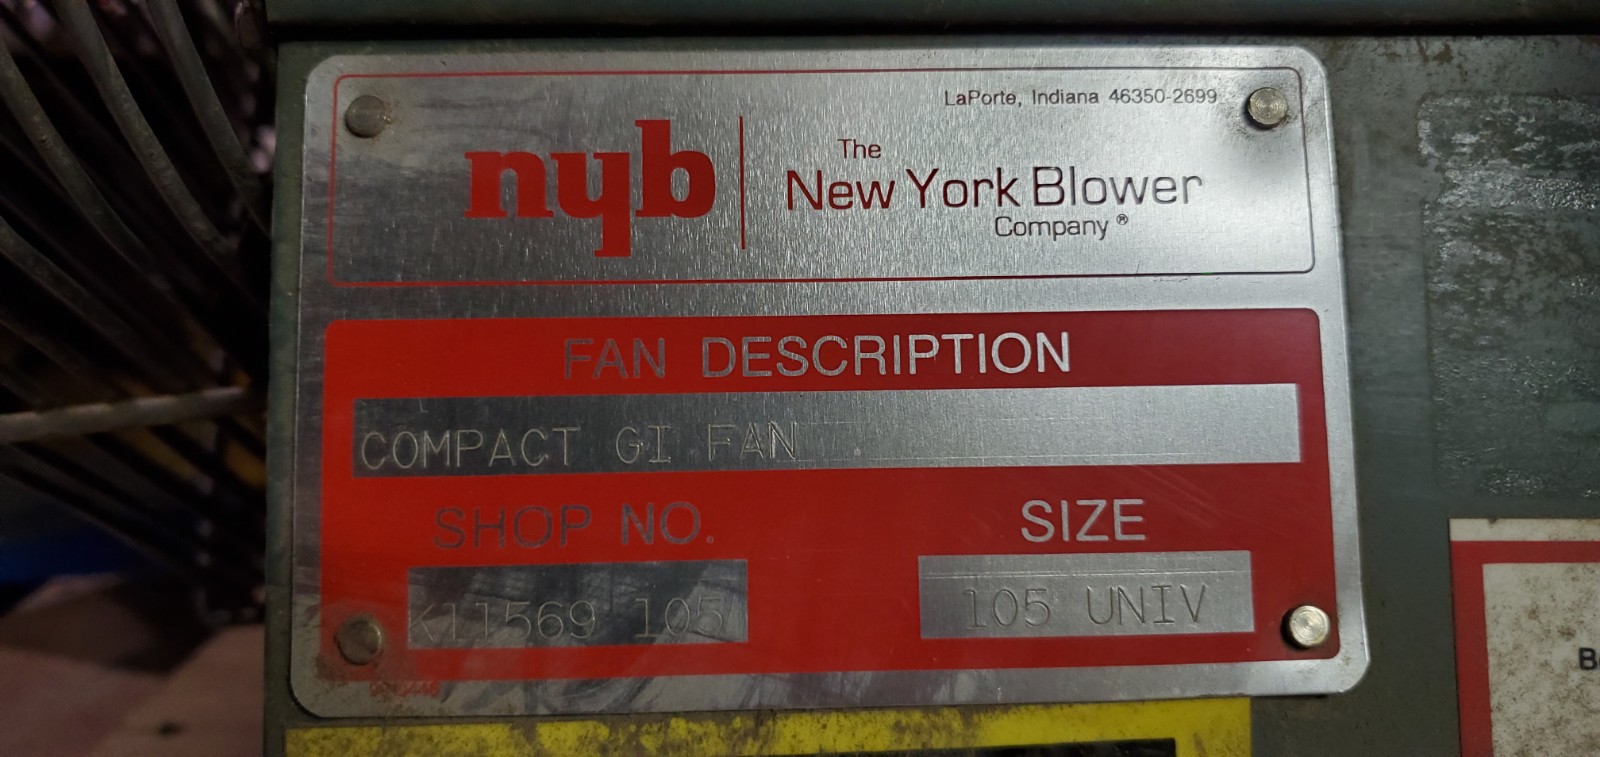 LaPorte, Indiana 46350-2699
nyb
The
New York Blower
Company®
FAN DESCRIPTION
COMPACT GI FAN
SHOP NO.
SIZE
K11569 105
105 UNIV